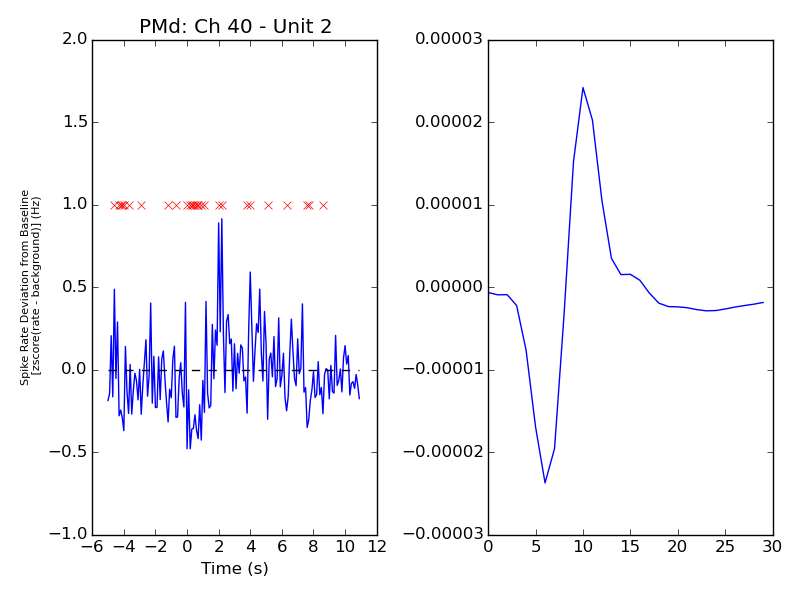 PMd: Ch 40 - Unit 2
2.0
1.5
1.0
0.5
0.0
−0.5
−1.0
Spike Rate Deviation from Baseline
[zscore(rate - background)] (Hz)
−6 −4 −2 0 2 4 6 8 10 12
Time (s)
0.00003
0.00002
0.00001
0.00000
−0.00001
−0.00002
−0.00003
0 5 10 15 20 25 30